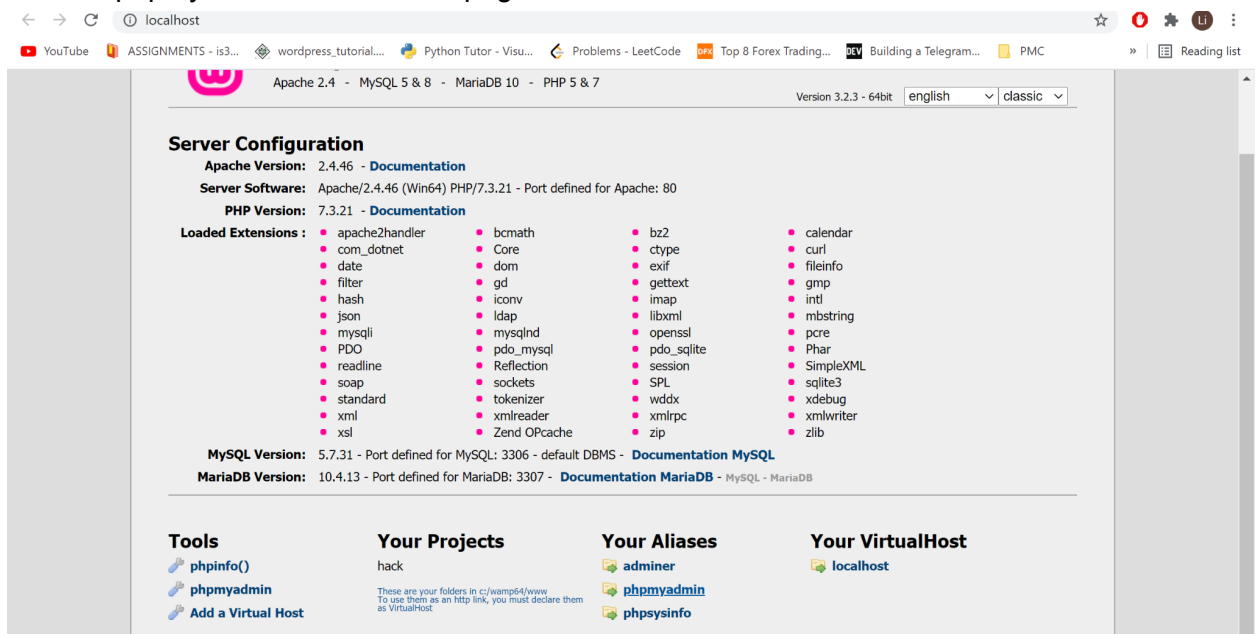 localhost
Li
YouTube ASSIGNMENTS - is3... wordpress_tutorial.... Python Tutor - Visu... Problems - LeetCode DFX Top 8 Forex Trading... DEV Building a Telegram... PMC » Reading list
Apache 2.4 - MySQL 5 & 8 - MariaDB 10 - PHP 5 & 7
Version 3.2.3 - 64bit english classic
Server Configuration
Apache Version: 2.4.46 - Documentation
Server Software: Apache/2.4.46 (Win64) PHP/7.3.21 - Port defined for Apache: 80
PHP Version: 7.3.21 - Documentation
Loaded Extensions : apache2handler bcmath bz2 calendar
com_dotnet Core ctype curl
date dom exif fileinfo
filter gd gettext gmp
hash iconv imap intl
json ldap libxml mbstring
mysqli mysqlnd openssl pcre
PDO pdo_mysql pdo_sqlite Phar
readline Reflection session SimpleXML
soap sockets SPL sqlite3
standard tokenizer wddx xdebug
xml xmlreader xmlrpc xmlwriter
xsl Zend OPcache zip zlib
MySQL Version: 5.7.31 - Port defined for MySQL: 3306 - default DBMS - Documentation MySQL
MariaDB Version: 10.4.13 - Port defined for MariaDB: 3307 - Documentation MariaDB - MySQL - MariaDB
Tools Your Projects Your Aliases Your VirtualHost
phpinfo() hack adminer localhost
phpmyadmin These are your folders in c:/wamp64/www phpmyadmin
To use them as an http link, you must declare them
as VirtualHost
Add a Virtual Host phpsysinfo